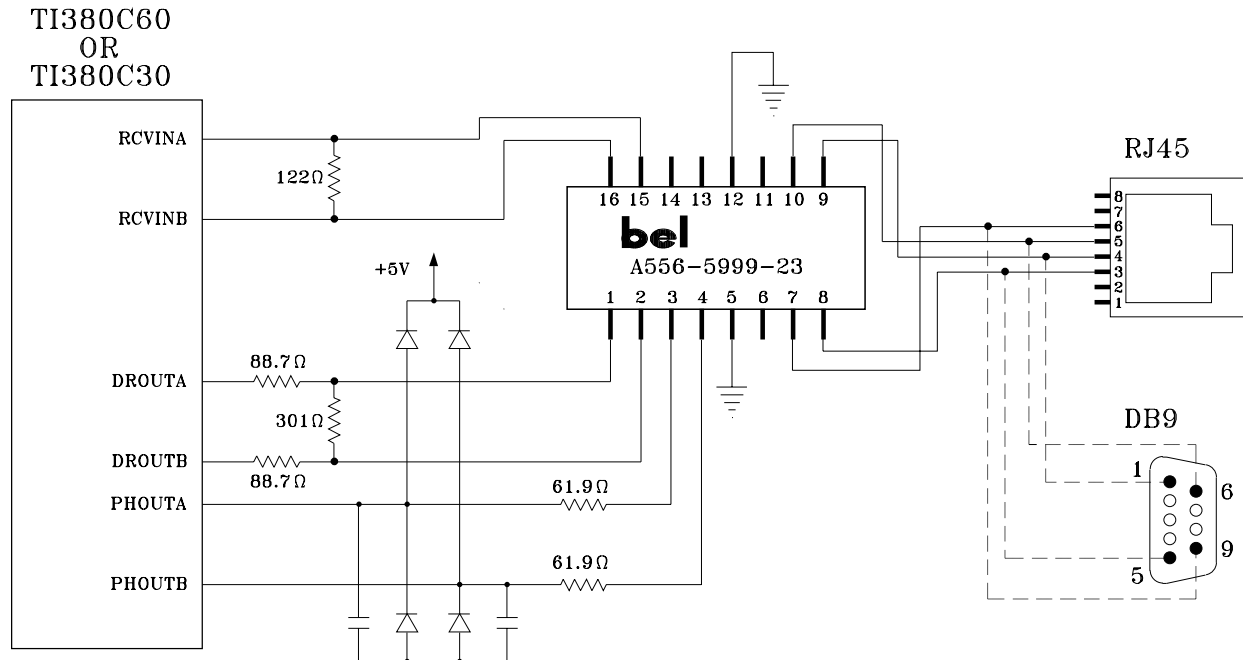 TI380C60
OR
TI380C30
RCVINA
122Ω
RCVINB
+5V
88.7Ω
DROUTA
301Ω
DROUTB
88.7Ω
PHOUTA
61.9Ω
PHOUTB
61.9Ω
16 15 14 13 12 11 10 9
bel
A556-5999-23
1 2 3 4 5 6 7 8
RJ45
8
7
6
5
4
3
2
1
DB9
1
6
9
5